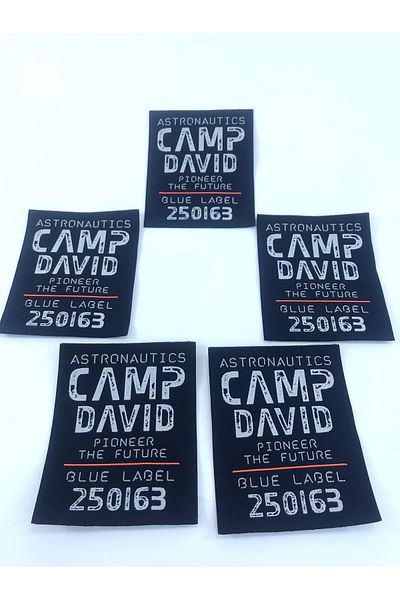 ASTRONAUTICS
CAMP
DAVID
PIONEER
THE FUTURE
BLUE LABEL
250163
ASTRONAUTICS
CAMP
DAVID
PIONEER
THE FUTURE
BLUE LABEL
250163
ASTRONAUTICS
CAMP
DAVID
PIONEER
THE FUTURE
BLUE LABEL
250163
ASTRONAUTICS
CAMP
DAVID
PIONEER
THE FUTURE
BLUE LABEL
250163
ASTRONAUTICS
CAMP
DAVID
PIONEER
THE FUTURE
BLUE LABEL
250163